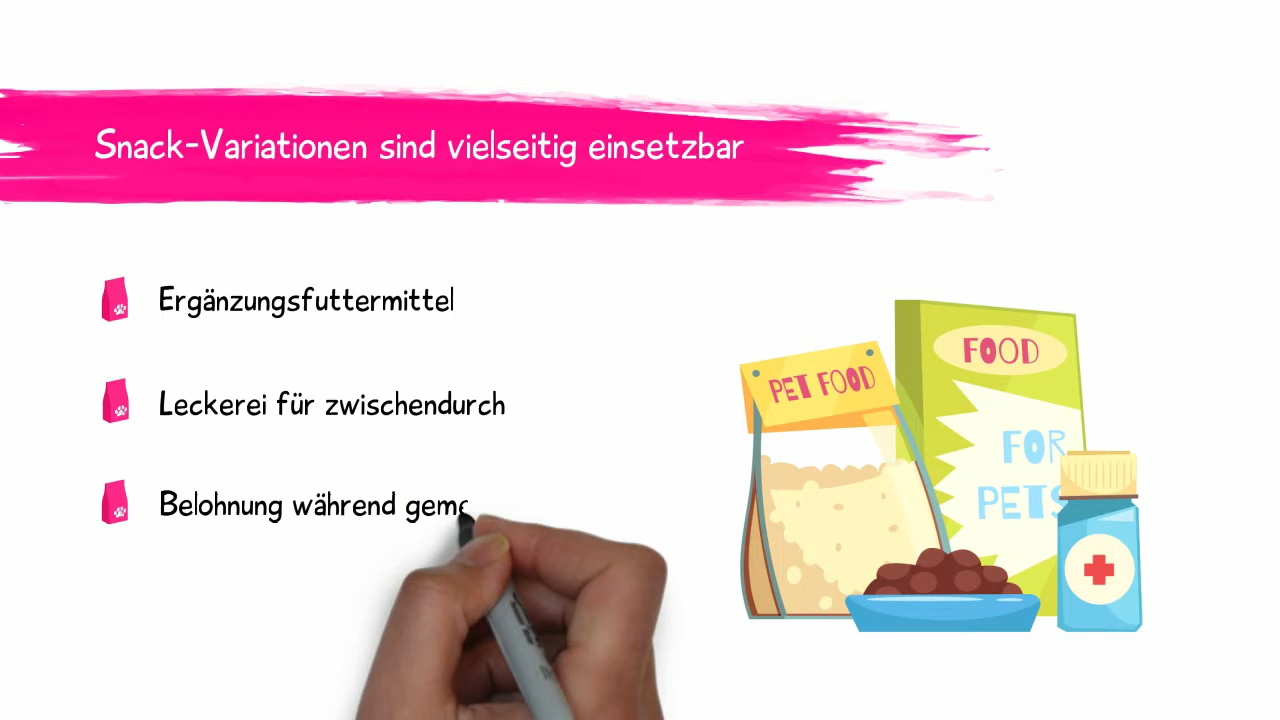 Snack-Variationen sind vielseitig einsetzbar
Ergänzungsfuttermittel
Leckerei für zwischendurch
Belohnung während
PET FOOD
FOOD
FOR
PETS